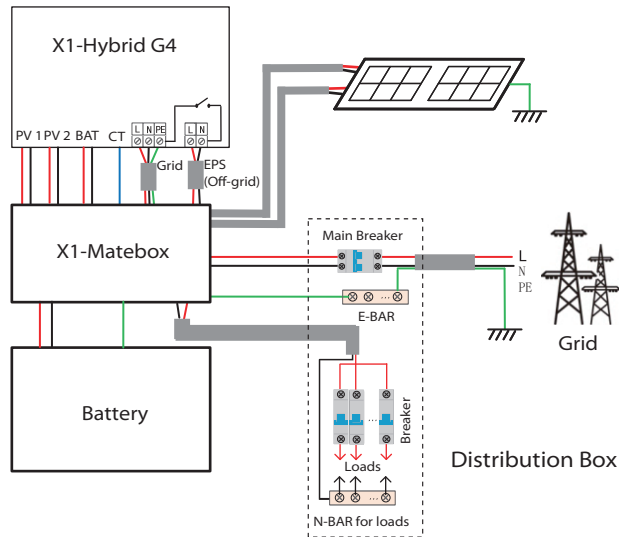 X1-Hybrid G4
PV 1 PV 2 BAT CT
L N PE
L N
Grid
EPS
(Off-grid)
X1-Matebox
Main Breaker
L
N
PE
E-BAR
Grid
Battery
Breaker
...
...
...
Loads
Distribution Box
N-BAR for loads